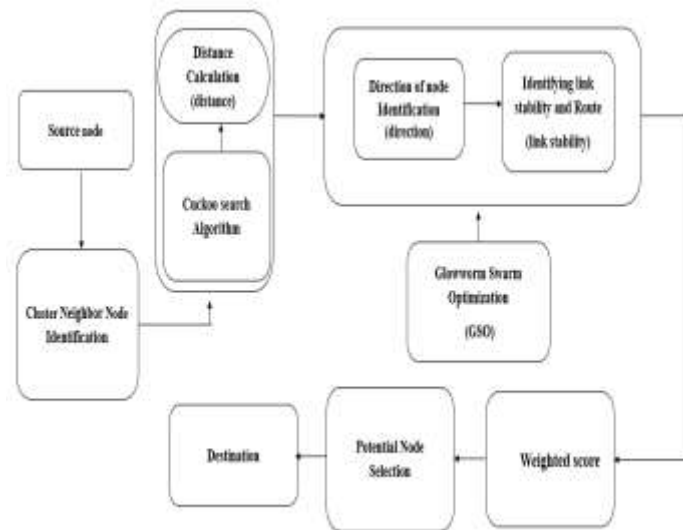 Source node
Cluster Neighbor Node
Identification
Distance
Calculation
(distance)
Cuckoo search
Algorithm
Direction of node
Identification
(direction)
Identifying link
stability and Route
(link stability)
Glowworm Swarm
Optimization
(GSO)
Weighted score
Potential Node
Selection
Destination